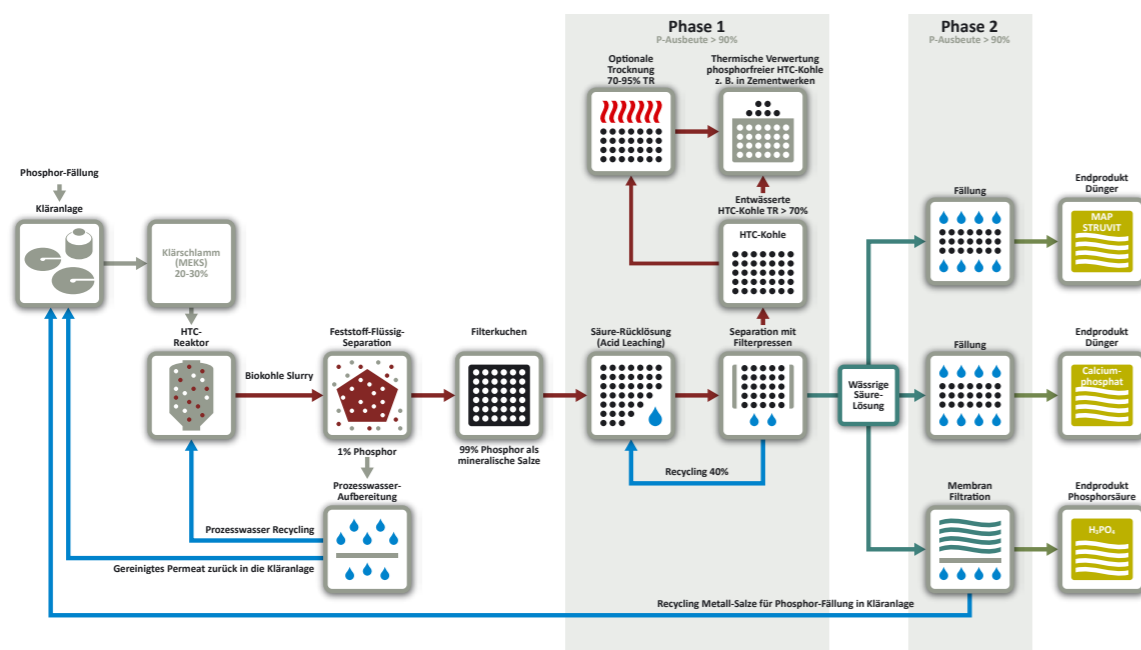 Phase 1
P-Ausbeute > 90%
Phase 2
P-Ausbeute > 90%
Optionale
Trocknung
70-95% TR
Thermische Verwertung
phosphorfreier HTC-Kohle
z. B. in Zementwerken
Phosphor-Fällung
Kläranlage
Klärschlamm
(MEKS)
20-30%
Entwässerte
HTC-Kohle TR > 70%
HTC-Kohle
Fällung
Endprodukt
Dünger
MAP
STRUVIT
HTC-
Reaktor
Biokohle Slurry
Feststoff-Flüssig-
Separation
Filterkuchen
Säure-Rücklösung
(Acid Leaching)
Separation mit
Filterpressen
Wässrige
Säure-
Lösung
Fällung
Endprodukt
Dünger
Calcium-
phosphat
1% Phosphor
99% Phosphor als
mineralische Salze
Recycling 40%
Prozesswasser-
Aufbereitung
Membran
Filtration
Endprodukt
Phosphorsäure
H₃PO₄
Prozesswasser Recycling
Gereinigtes Permeat zurück in die Kläranlage
Recycling Metall-Salze für Phosphor-Fällung in Kläranlage